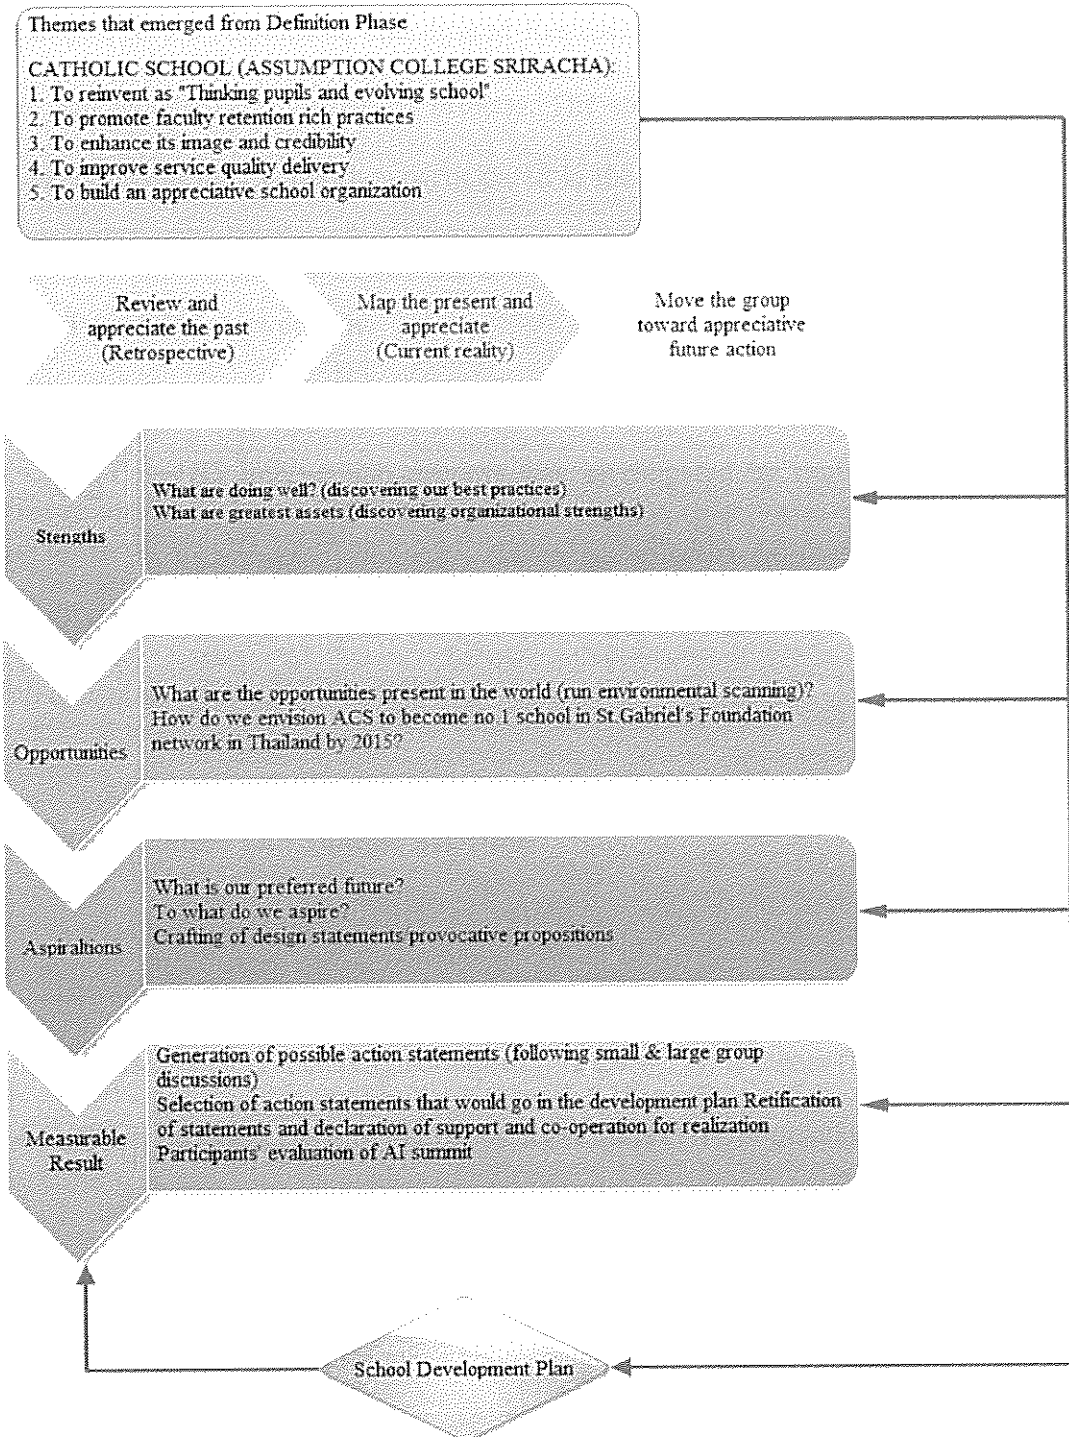 Themes that emerged from Definition Phase
CATHOLIC SCHOOL (ASSUMPTION COLLEGE SRIRACHA):
1. To reinvent as "Thinking pupils and evolving school"
2. To promote faculty retention rich practices
3. To enhance its image and credibility
4. To improve service quality delivery
5. To build an appreciative school organization
Review and
appreciate the past
(Retrospective)
Map the present and
appreciate
(Current reality)
Move the group
toward appreciative
future action
Stengths
What are doing well? (discovering our best practices)
What are greatest assets (discovering organizational strengths)
Opportunities
What are the opportunities present in the world (run environmental scanning)?
How do we envision ACS to become no 1 school in St.Gabriel's Foundation
network in Thailand by 2015?
Aspiraltions
What is our preferred future?
To what do we aspire?
Crafting of design statements provocative propositions
Measurable
Result
Generation of possible action statements (following small & large group
discussions)
Selection of action statements that would go in the development plan Retification
of statements and declaration of support and co-operation for realization
Participants' evaluation of AI summit
School Development Plan